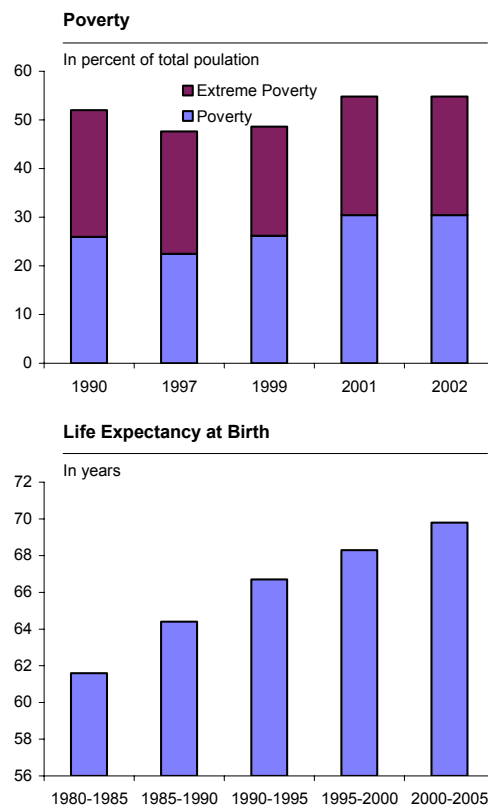 Poverty
In percent of total poulation
60
Extreme Poverty
Poverty
50
40
30
20
10
0
1990 1997 1999 2001 2002
Life Expectancy at Birth
In years
72
70
68
66
64
62
60
58
56
1980-1985 1985-1990 1990-1995 1995-2000 2000-2005